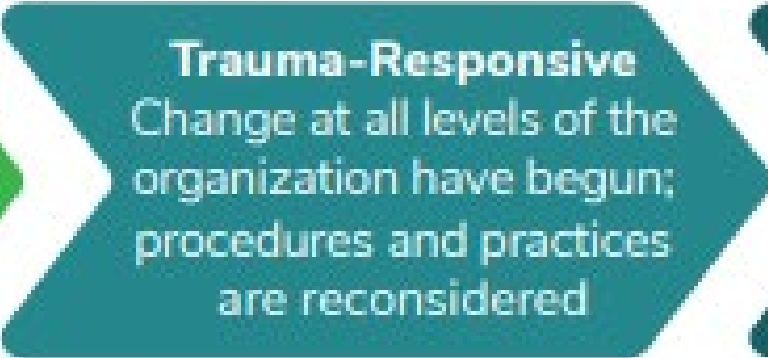 Trauma-Responsive
Change at all levels of the
organization have begun;
procedures and practices
are reconsidered